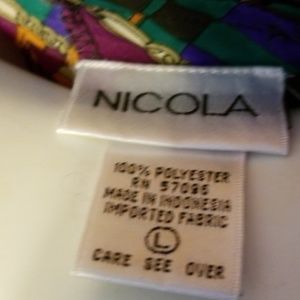 NICOLA
100% POLYESTER
RN 57096
MADE IN INDONESIA
IMPORTED FABRIC
L
CARE SEE OVER